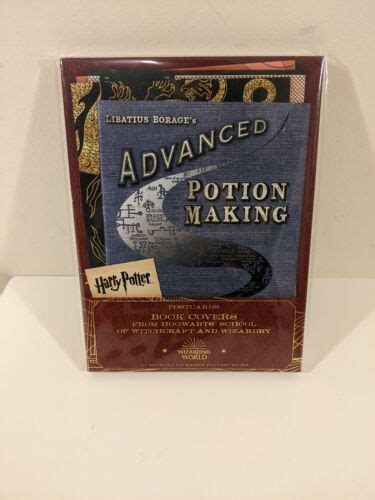 LIBATIUS BORAGE'S
ADVANCED
POTION
MAKING
Harry Potter
POSTCARDS
BOOK COVERS
FROM HOGWARTS SCHOOL
OF WITCHCRAFT AND WIZARDRY
WIZARDING
WORLD